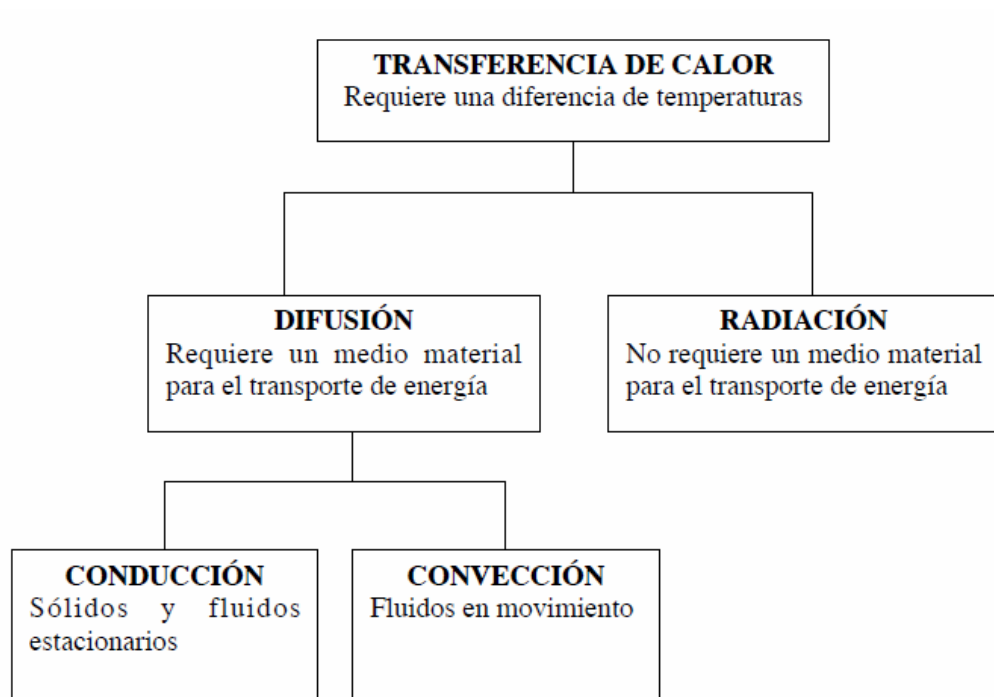 TRANSFERENCIA DE CALOR
Requiere una diferencia de temperaturas
DIFUSIÓN
Requiere un medio material
para el transporte de energía
RADIACIÓN
No requiere un medio material
para el transporte de energía
CONDUCCIÓN
Sólidos y fluidos
estacionarios
CONVECCIÓN
Fluidos en movimiento